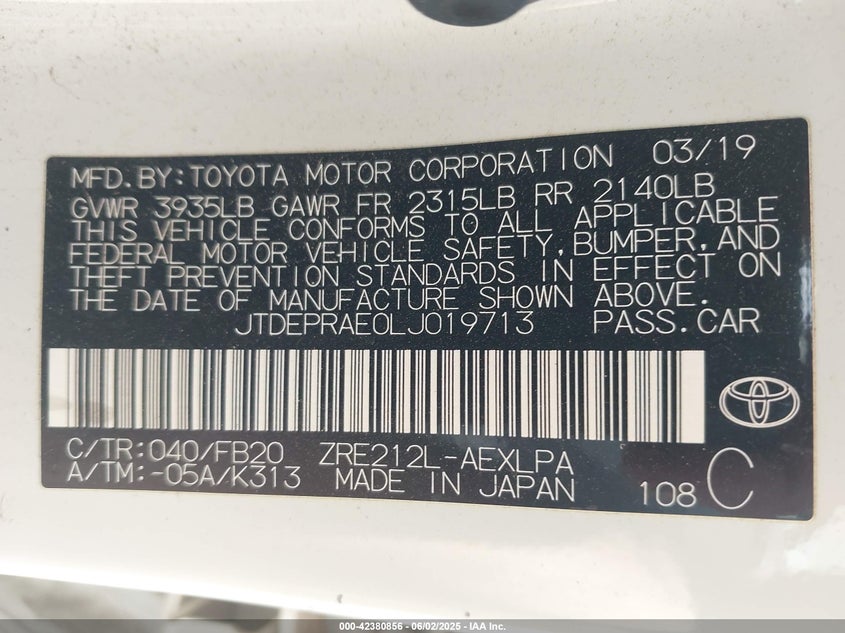 MFD.BY:TOYOTA MOTOR CORPORATION 03/19
GVWR 3935LB GAWR FR 2315LB RR 2140LB
THIS VEHICLE CONFORMS TO ALL APPLICABLE
FEDERAL MOTOR VEHICLE SAFETY,BUMPER,AND
THEFT PREVENTION STANDARDS IN EFFECT ON
THE DATE OF MANUFACTURE SHOWN ABOVE.
JTDEPRAE0LJ019713 PASS.CAR
C/TR:040/FB20 ZRE212L-AEXLPA
A/TM:-05A/K313 MADE IN JAPAN 108 C
000-42380856 - 06/02/2025 - IAA Inc.